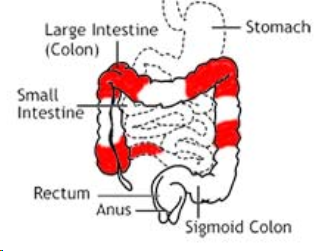 Large Intestine
(Colon)
Stomach
Small
Intestine
Rectum
Anus
Sigmoid Colon